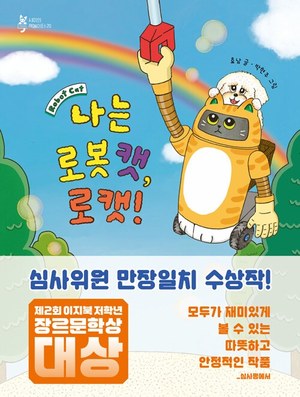 Robot Cat
나는
로봇 캣,
로캣!
심사위원 만장일치 수상작!
제2회 이지북 저학년
장르문학상
대상
모두가 재미있게
볼 수 있는
따뜻하고
안정적인 작품
_심사평에서